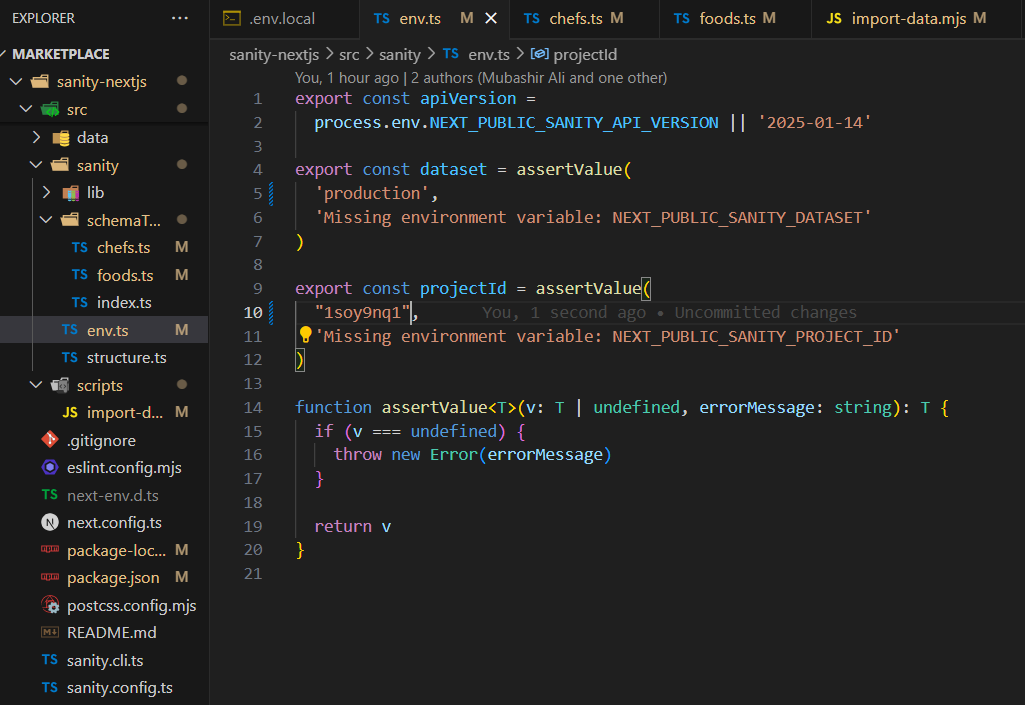 EXPLORER ...
MARKETPLACE
sanity-nextjs
src
data
sanity
lib
schemaT...
TS chefs.ts M
TS foods.ts M
TS index.ts
TS env.ts M
TS structure.ts
scripts
JS import-d... M
.gitignore
eslint.config.mjs
TS next-env.d.ts
N next.config.ts
package-loc... M
package.json M
postcss.config.mjs
README.md
TS sanity.cli.ts
TS sanity.config.ts
.env.local
TS env.ts M
TS chefs.ts M
TS foods.ts M
JS import-data.mjs M
sanity-nextjs > src > sanity > TS env.ts > projectId
You, 1 hour ago | 2 authors (Mubashir Ali and one other)
1 export const apiVersion =
2 process.env.NEXT_PUBLIC_SANITY_API_VERSION || '2025-01-14'
3
4 export const dataset = assertValue(
5 'production',
6 'Missing environment variable: NEXT_PUBLIC_SANITY_DATASET'
7 )
8
9 export const projectId = assertValue(
10 "1soy9nq1", You, 1 second ago • Uncommitted changes
11 'Missing environment variable: NEXT_PUBLIC_SANITY_PROJECT_ID'
12 )
13
14 function assertValue<T>(v: T | undefined, errorMessage: string): T {
15 if (v === undefined) {
16 throw new Error(errorMessage)
17 }
18
19 return v
20 }
21